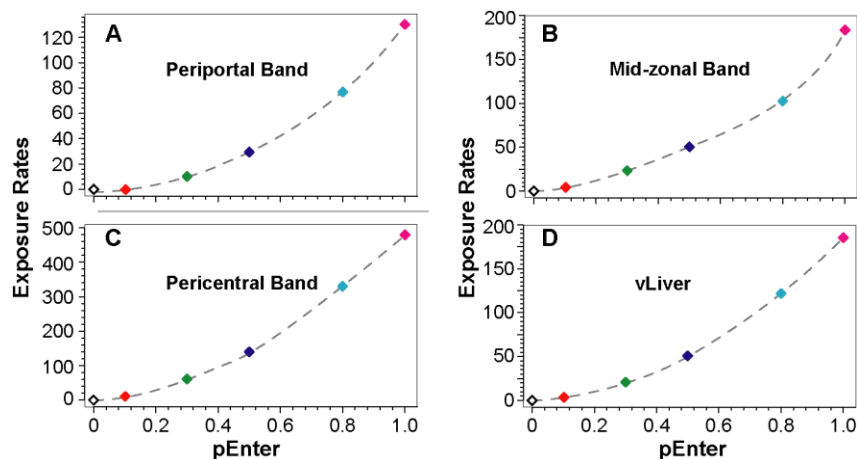 A
Periportal Band
120
100
80
60
40
20
0
B
Mid-zonal Band
200
150
100
50
0
Exposure Rates
Exposure Rates
C
Pericentral Band
500
400
300
200
100
0
0 0.2 0.4 0.6 0.8 1.0
pEnter
D
vLiver
200
150
100
50
0
0 0.2 0.4 0.6 0.8 1.0
pEnter